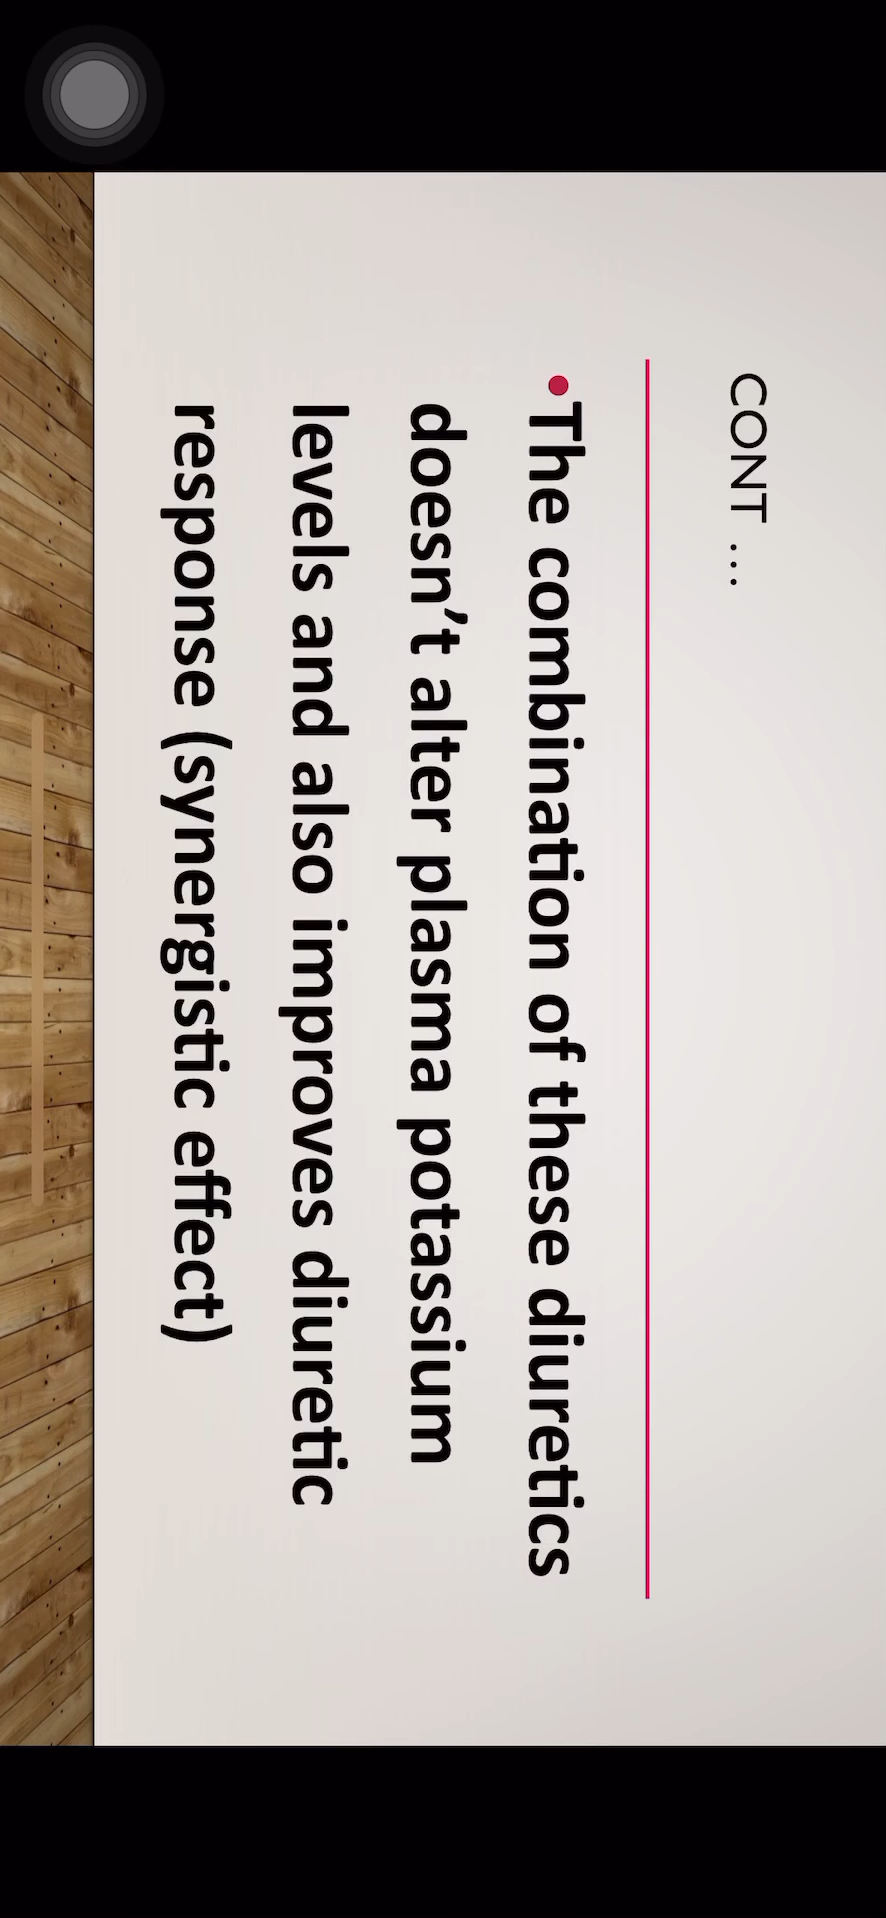 CONT …
•The combination of these diuretics
doesn’t alter plasma potassium
levels and also improves diuretic
response (synergistic effect)